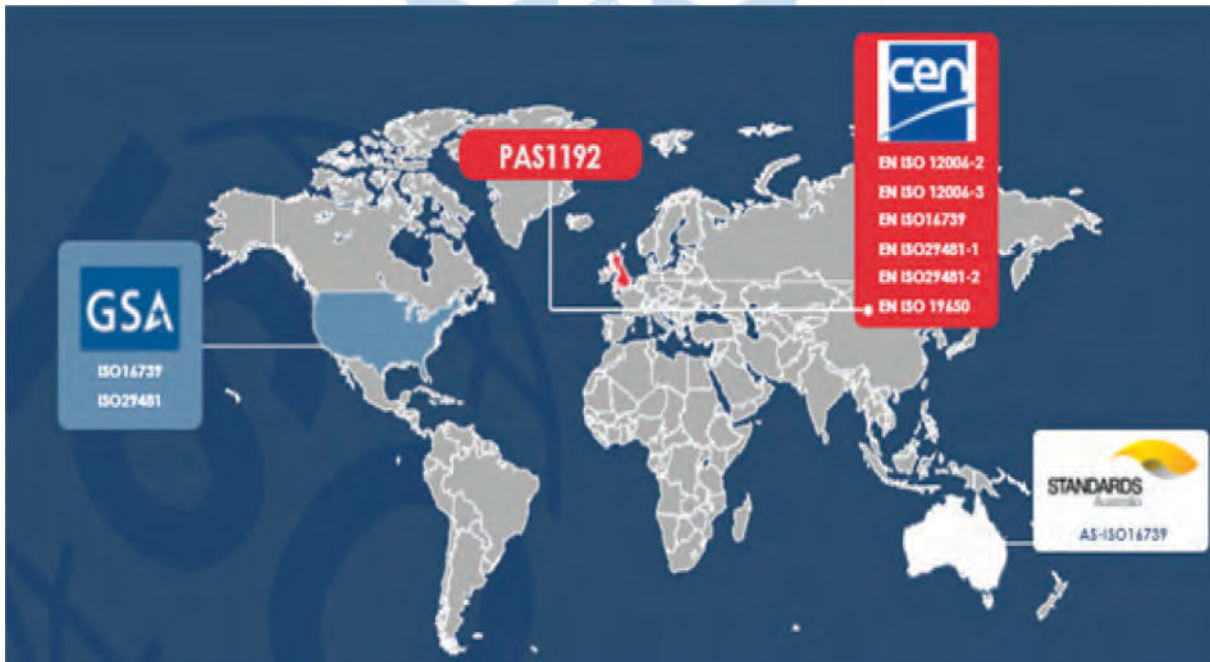 cen
PAS1192
EN ISO 12006-2
EN ISO 12006-3
EN ISO16739
EN ISO29481-1
EN ISO29481-2
EN ISO 19650
GSA
ISO16739
ISO29481
STANDARDS
Australia
AS-ISO16739